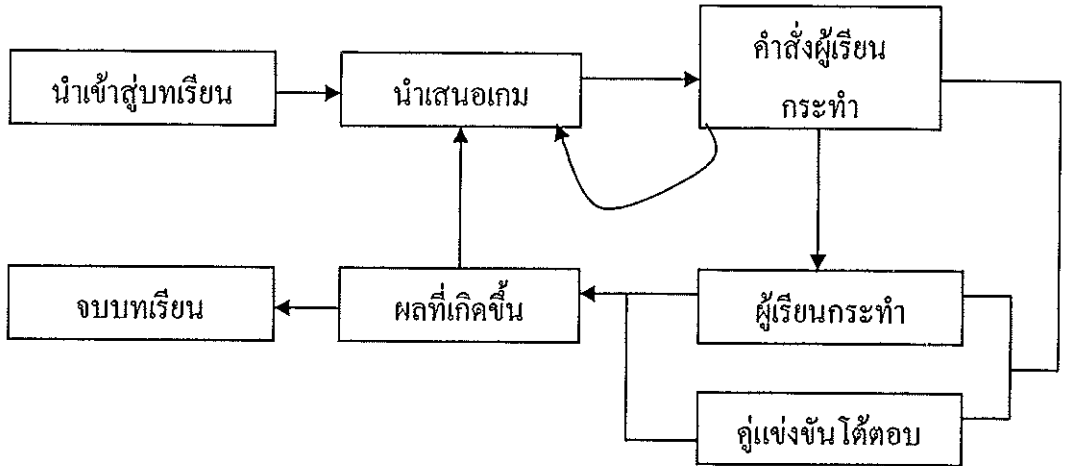 นำเข้าสู่บทเรียน
นำเสนอเกม
คำสั่งผู้เรียน
กระทำ
จบบทเรียน
ผลที่เกิดขึ้น
ผู้เรียนกระทำ
คู่แข่งขันโต้ตอบ